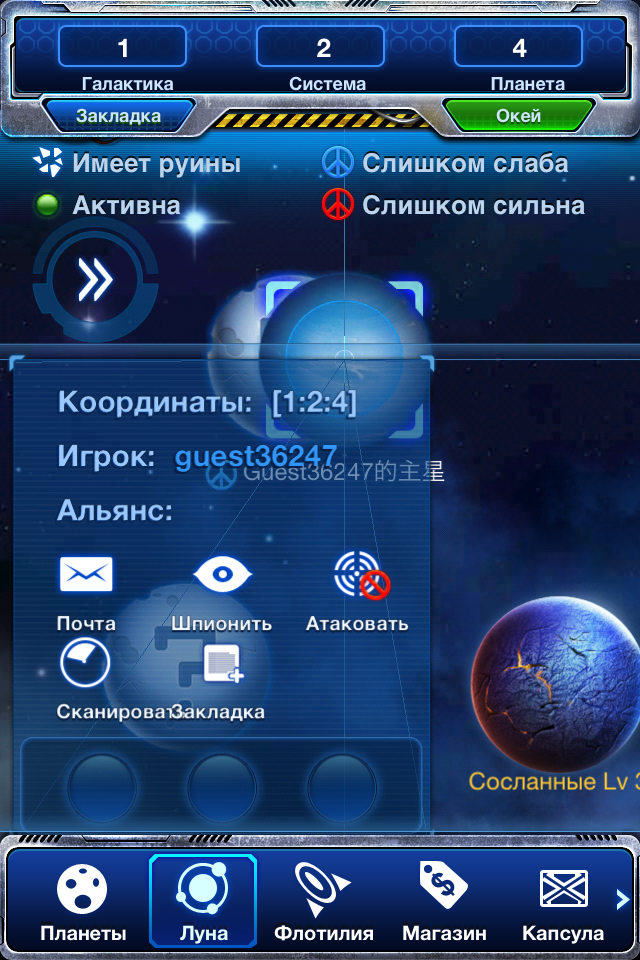 1 2 4
Галактика Система Планета
Закладка Окей
Имеет руины Слишком слаба
Активна Слишком сильна
Координаты: [1:2:4]
Игрок: guest36247
Guest36247的主星
Альянс:
Почта Шпионить Атаковать
Сканировать Закладка
Сосланные Lv 3
Планеты Луна Флотилия Магазин Капсула